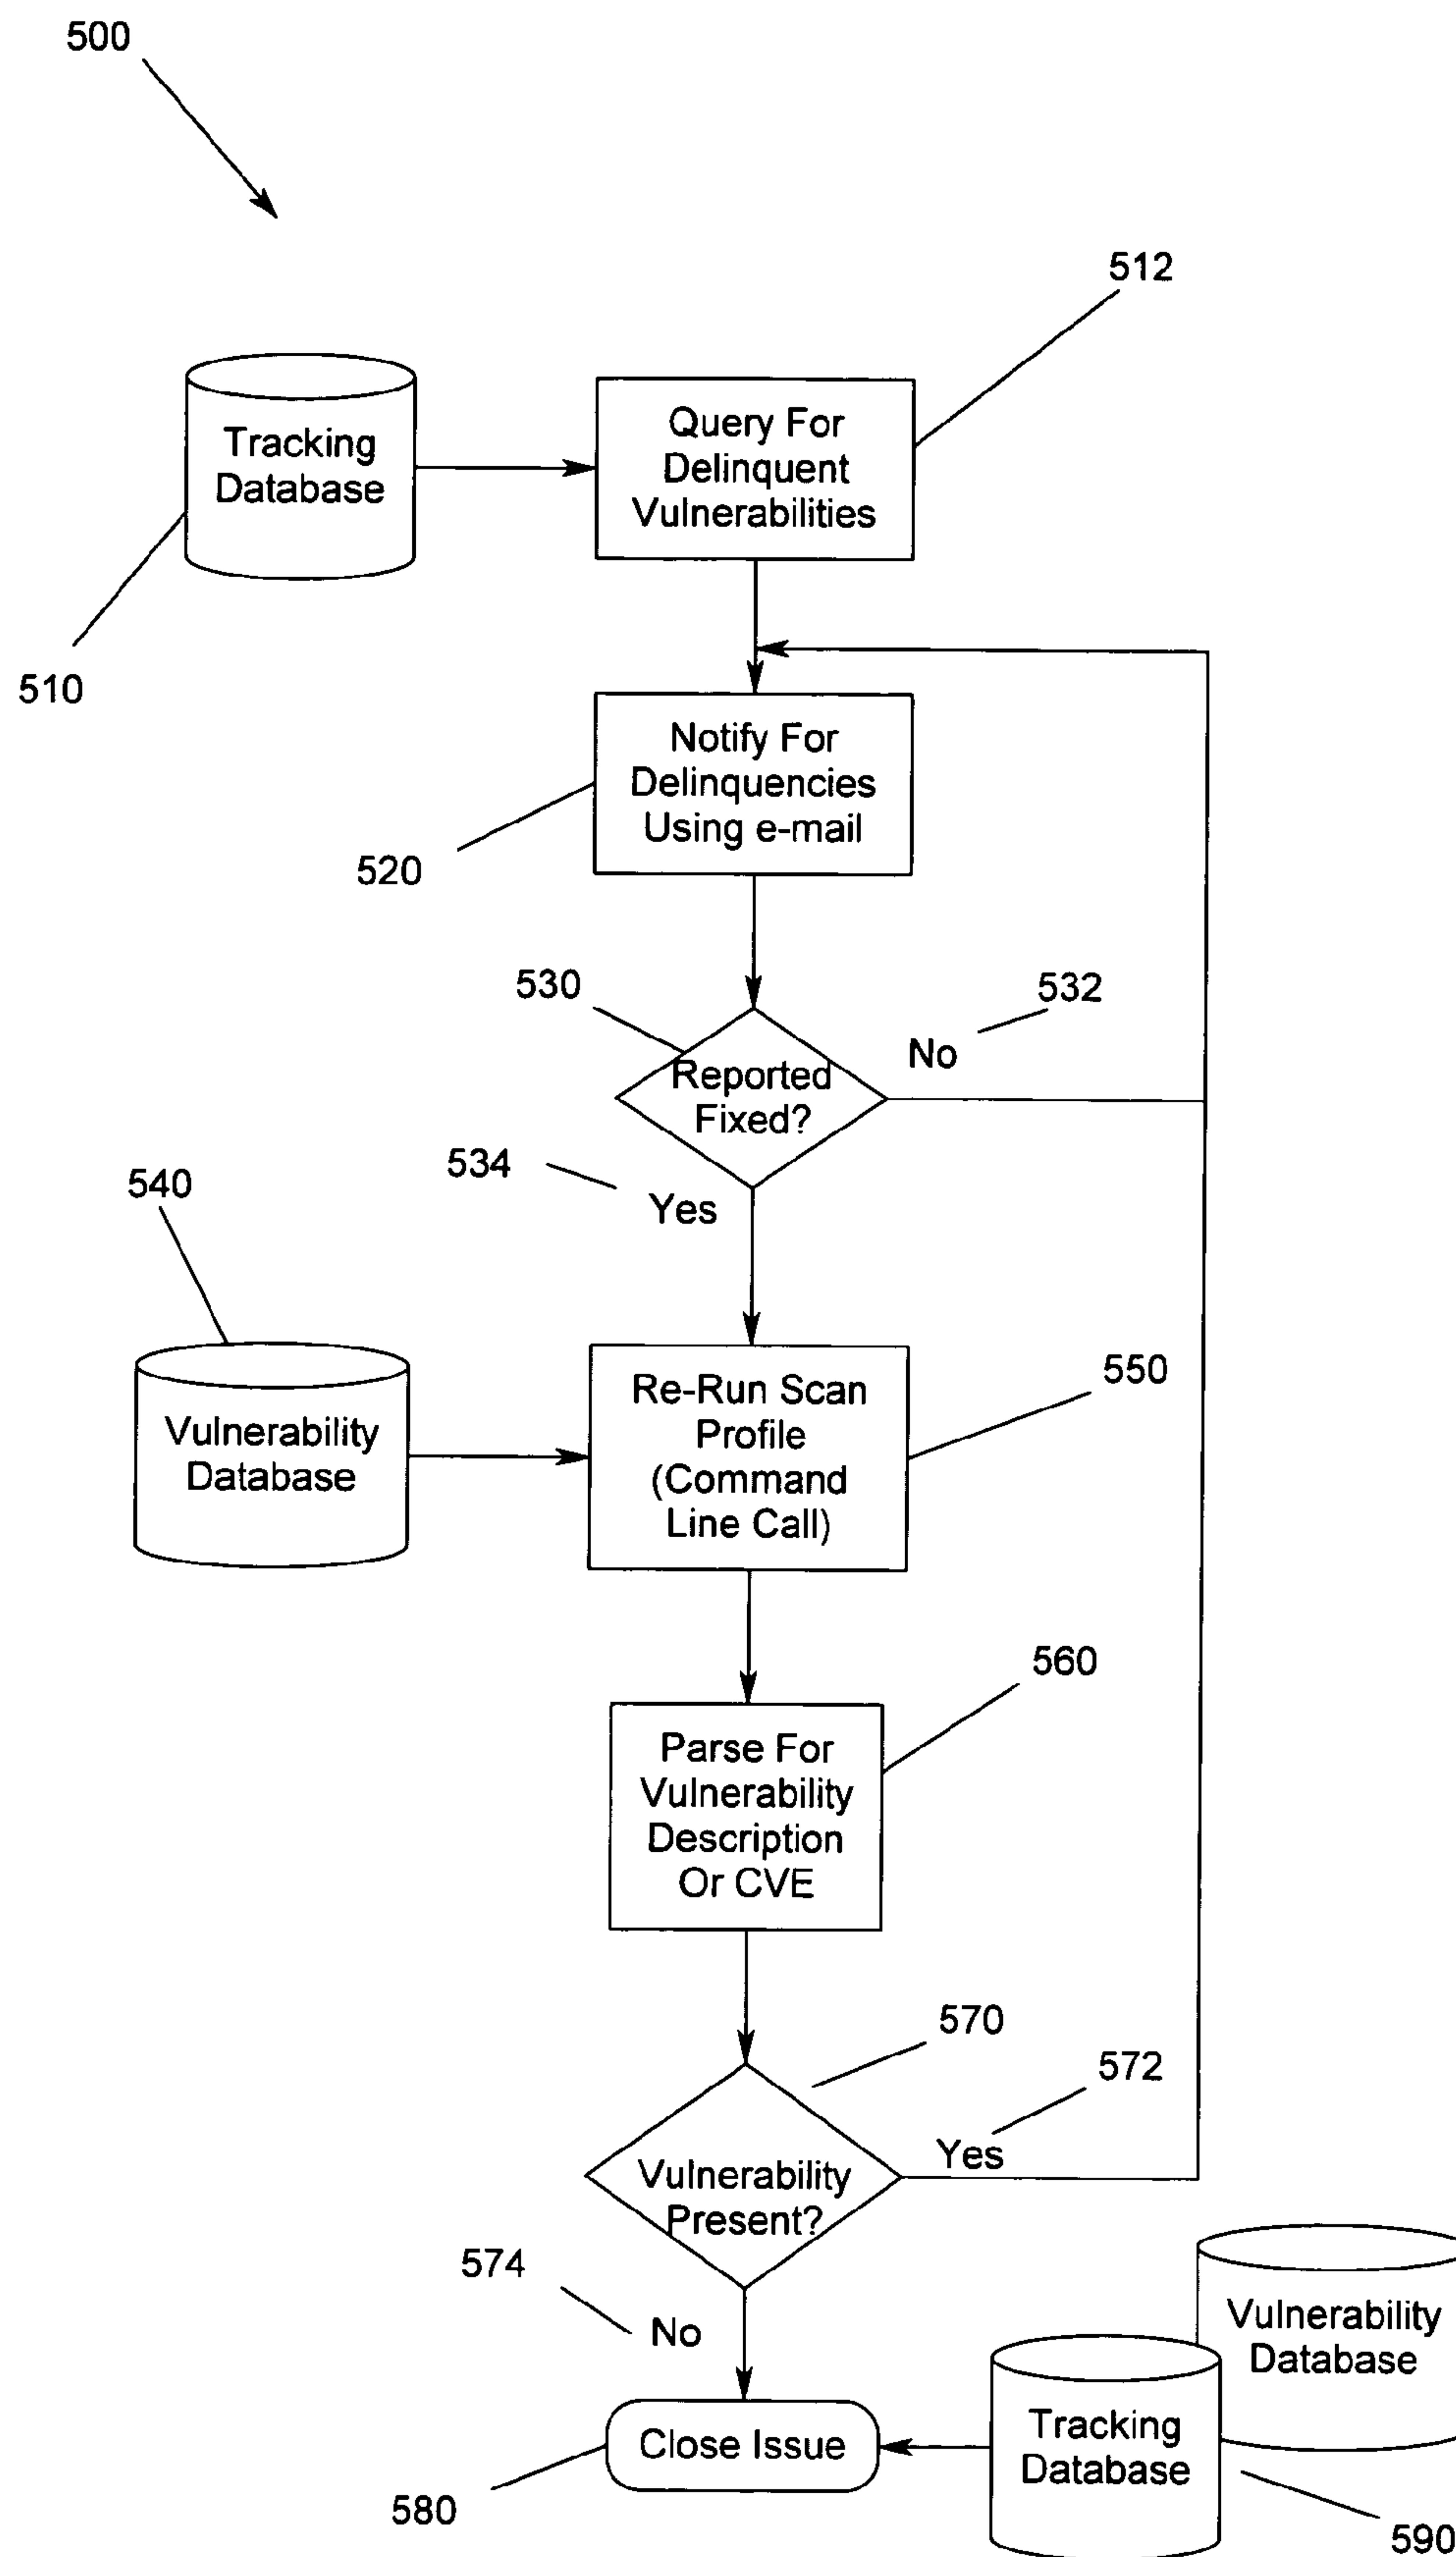 500
512
Tracking
Database
Query For
Delinquent
Vulnerabilities
510
Notify For
Delinquencies
Using e-mail
520
530
532
No
Reported
Fixed?
534
Yes
540
Vulnerability
Database
Re-Run Scan
Profile
(Command
Line Call)
550
560
Parse For
Vulnerability
Description
Or CVE
570
572
Yes
Vulnerability
Present?
574
No
Vulnerability
Database
Close Issue
Tracking
Database
580
590